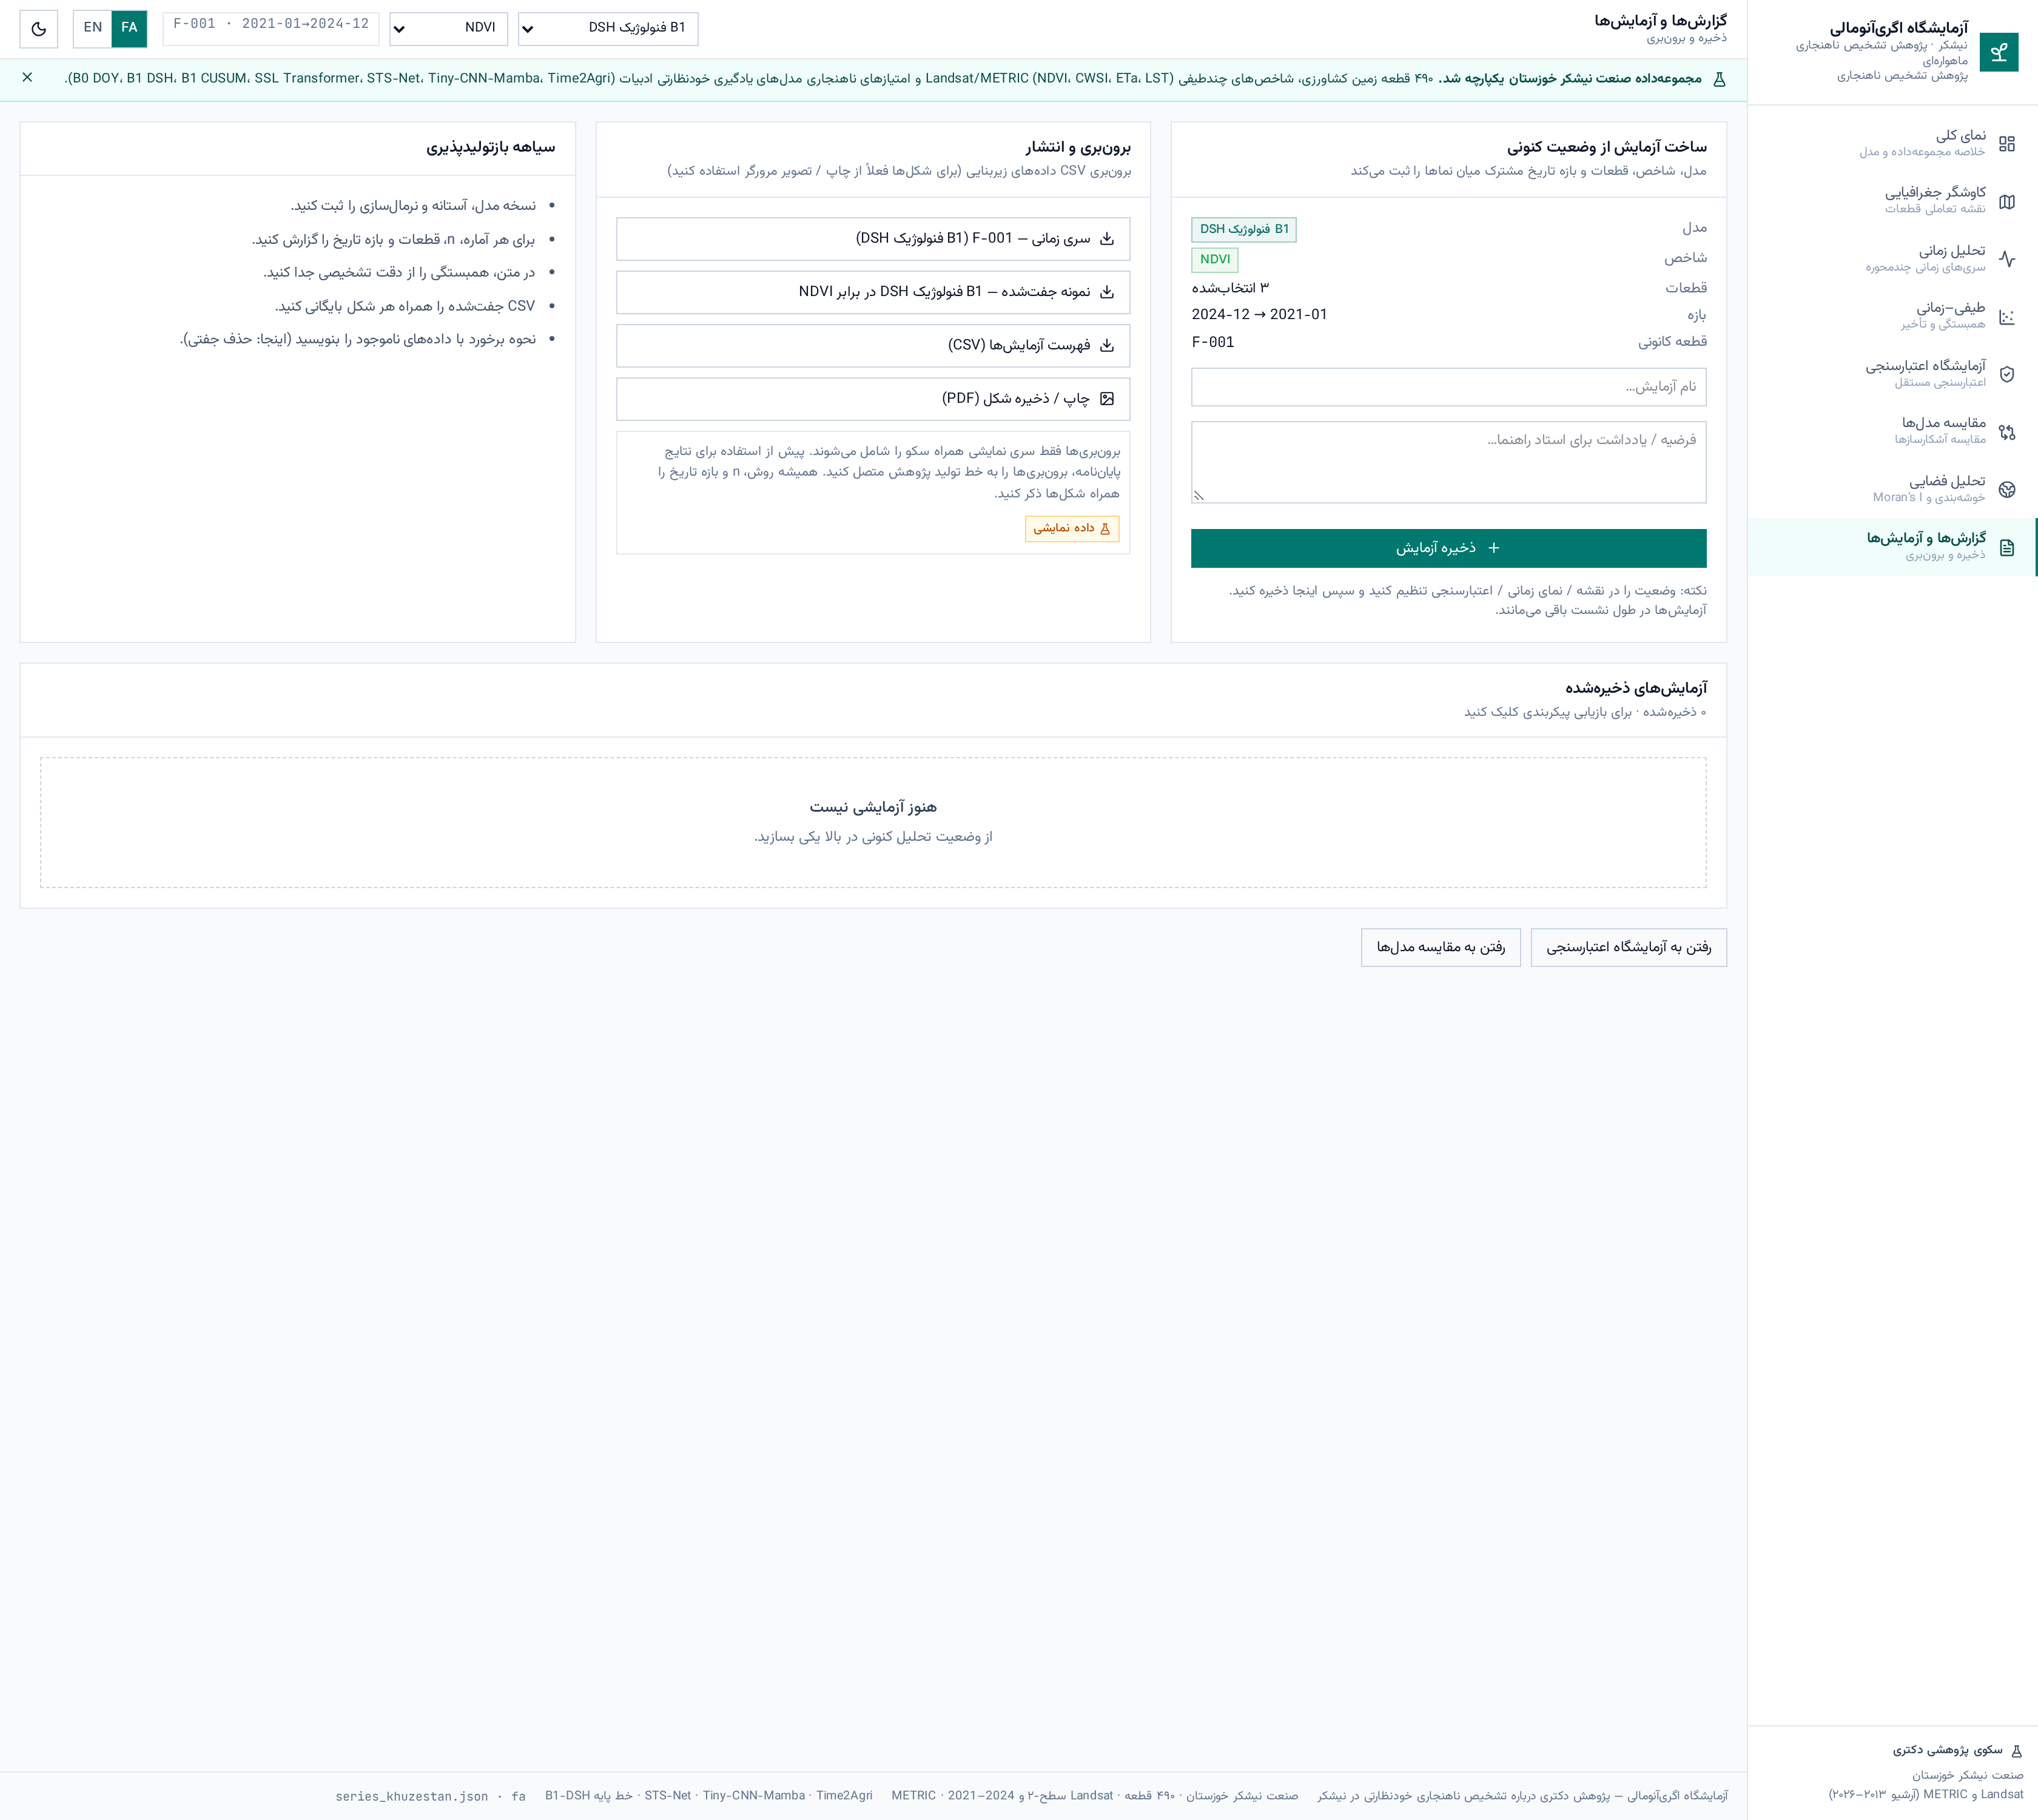 آزمایشگاه اگری‌آنومالی
نیشکر · پژوهش تشخیص ناهنجاری
ماهواره‌ای
پژوهش تشخیص ناهنجاری
نمای کلی
خلاصه مجموعه‌داده و مدل
کاوشگر جغرافیایی
نقشه تعاملی قطعات
تحلیل زمانی
سری‌های زمانی چندمحوره
طیفی–زمانی
همبستگی و تأخیر
آزمایشگاه اعتبارسنجی
اعتبارسنجی مستقل
مقایسه مدل‌ها
مقایسه آشکارسازها
تحلیل فضایی
خوشه‌بندی و Moran's I
گزارش‌ها و آزمایش‌ها
ذخیره و برون‌بری
سکوی پژوهشی دکتری
صنعت نیشکر خوزستان
Landsat و METRIC (آرشیو ۲۰۱۳–۲۰۲۶)
گزارش‌ها و آزمایش‌ها
ذخیره و برون‌بری
B1 فنولوژیک DSH
NDVI
F-001 · 2021-01→2024-12
FA
EN
مجموعه‌داده صنعت نیشکر خوزستان یکپارچه شد. ۴۹۰ قطعه زمین کشاورزی، شاخص‌های چندطیفی Landsat/METRIC (NDVI، CWSI، ETa، LST) و امتیازهای ناهنجاری مدل‌های یادگیری خودنظارتی ادبیات (B0 DOY، B1 DSH، B1 CUSUM، SSL Transformer، STS-Net، Tiny-CNN-Mamba، Time2Agri).
ساخت آزمایش از وضعیت کنونی
مدل، شاخص، قطعات و بازه تاریخ مشترک میان نماها را ثبت می‌کند
مدل
B1 فنولوژیک DSH
شاخص
NDVI
قطعات
۳ انتخاب‌شده
بازه
2021-01 → 2024-12
قطعه کانونی
F-001
نام آزمایش...
فرضیه / یادداشت برای استاد راهنما...
ذخیره آزمایش
نکته: وضعیت را در نقشه / نمای زمانی / اعتبارسنجی تنظیم کنید و سپس اینجا ذخیره کنید.
آزمایش‌ها در طول نشست باقی می‌مانند.
برون‌بری و انتشار
برون‌بری CSV داده‌های زیربنایی (برای شکل‌ها فعلاً از چاپ / تصویر مرورگر استفاده کنید)
سری زمانی — F-001 (B1 فنولوژیک DSH)
نمونه جفت‌شده — B1 فنولوژیک DSH در برابر NDVI
فهرست آزمایش‌ها (CSV)
چاپ / ذخیره شکل (PDF)
برون‌بری‌ها فقط سری نمایشی همراه سکو را شامل می‌شوند. پیش از استفاده برای نتایج
پایان‌نامه، برون‌بری‌ها را به خط تولید پژوهش متصل کنید. همیشه روش، n و بازه تاریخ را
همراه شکل‌ها ذکر کنید.
داده نمایشی
سیاهه بازتولیدپذیری
• نسخه مدل، آستانه و نرمال‌سازی را ثبت کنید.
• برای هر آماره، n، قطعات و بازه تاریخ را گزارش کنید.
• در متن، همبستگی را از دقت تشخیصی جدا کنید.
• CSV جفت‌شده را همراه هر شکل بایگانی کنید.
• نحوه برخورد با داده‌های ناموجود را بنویسید (اینجا: حذف جفتی).
آزمایش‌های ذخیره‌شده
۰ ذخیره‌شده · برای بازیابی پیکربندی کلیک کنید
هنوز آزمایشی نیست
از وضعیت تحلیل کنونی در بالا یکی بسازید.
رفتن به آزمایشگاه اعتبارسنجی
رفتن به مقایسه مدل‌ها
آزمایشگاه اگری‌آنومالی — پژوهش دکتری درباره تشخیص ناهنجاری خودنظارتی در نیشکر
صنعت نیشکر خوزستان · ۴۹۰ قطعه · Landsat سطح-۲ و METRIC · 2021–2024
خط پایه B1-DSH · STS-Net · Tiny-CNN-Mamba · Time2Agri
series_khuzestan.json · fa